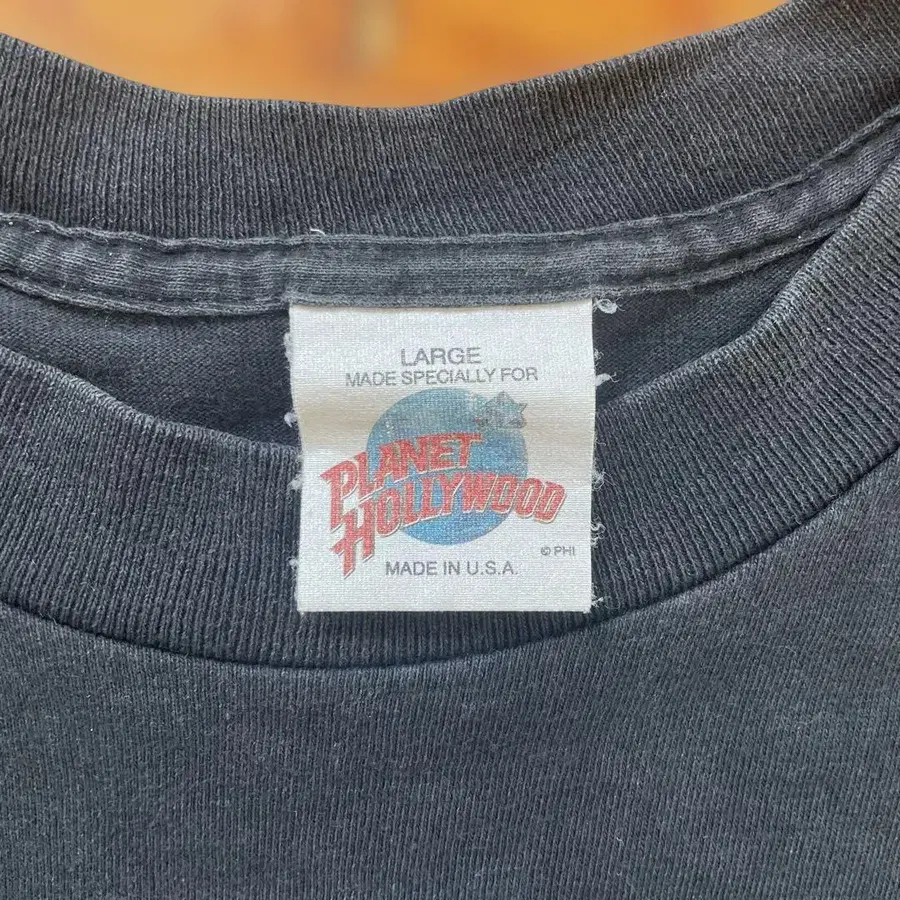 LARGE
MADE SPECIALLY FOR
PLANET
HOLLYWOOD
© PHI
MADE IN U.S.A.